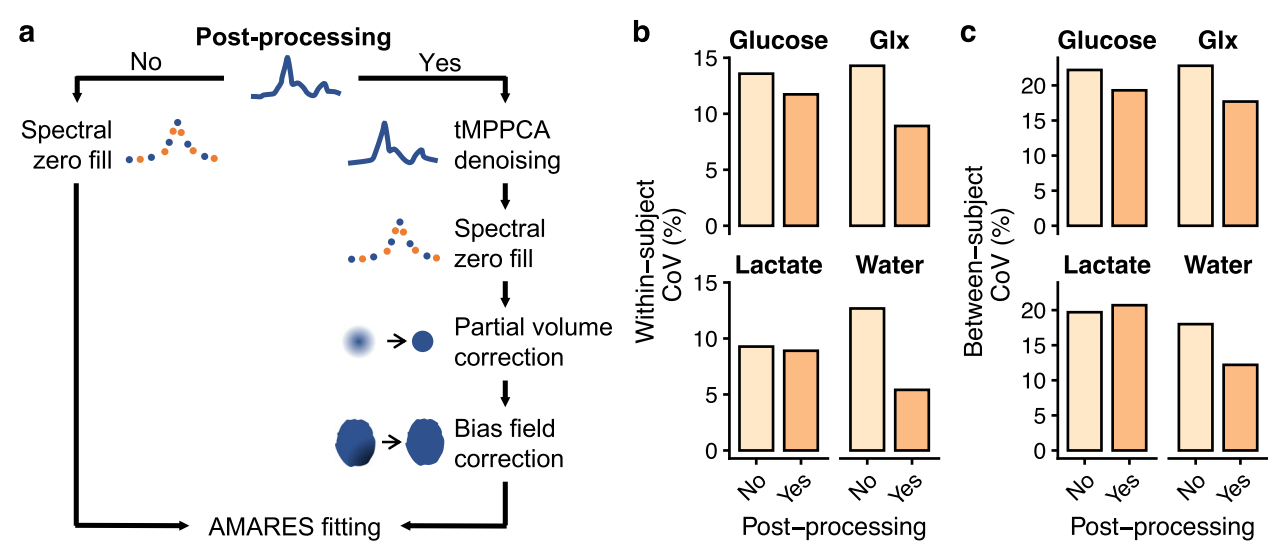 a
Post-processing
No
Yes
Spectral
zero fill
tMPPCA
denoising
Spectral
zero fill
Partial volume
correction
Bias field
correction
AMARES fitting
b
Within−subject
CoV (%)
Glucose
Glx
15
10
5
0
Lactate
Water
15
10
5
0
No
Yes
No
Yes
Post−processing
c
Between−subject
CoV (%)
Glucose
Glx
20
15
10
5
0
Lactate
Water
20
15
10
5
0
No
Yes
No
Yes
Post−processing